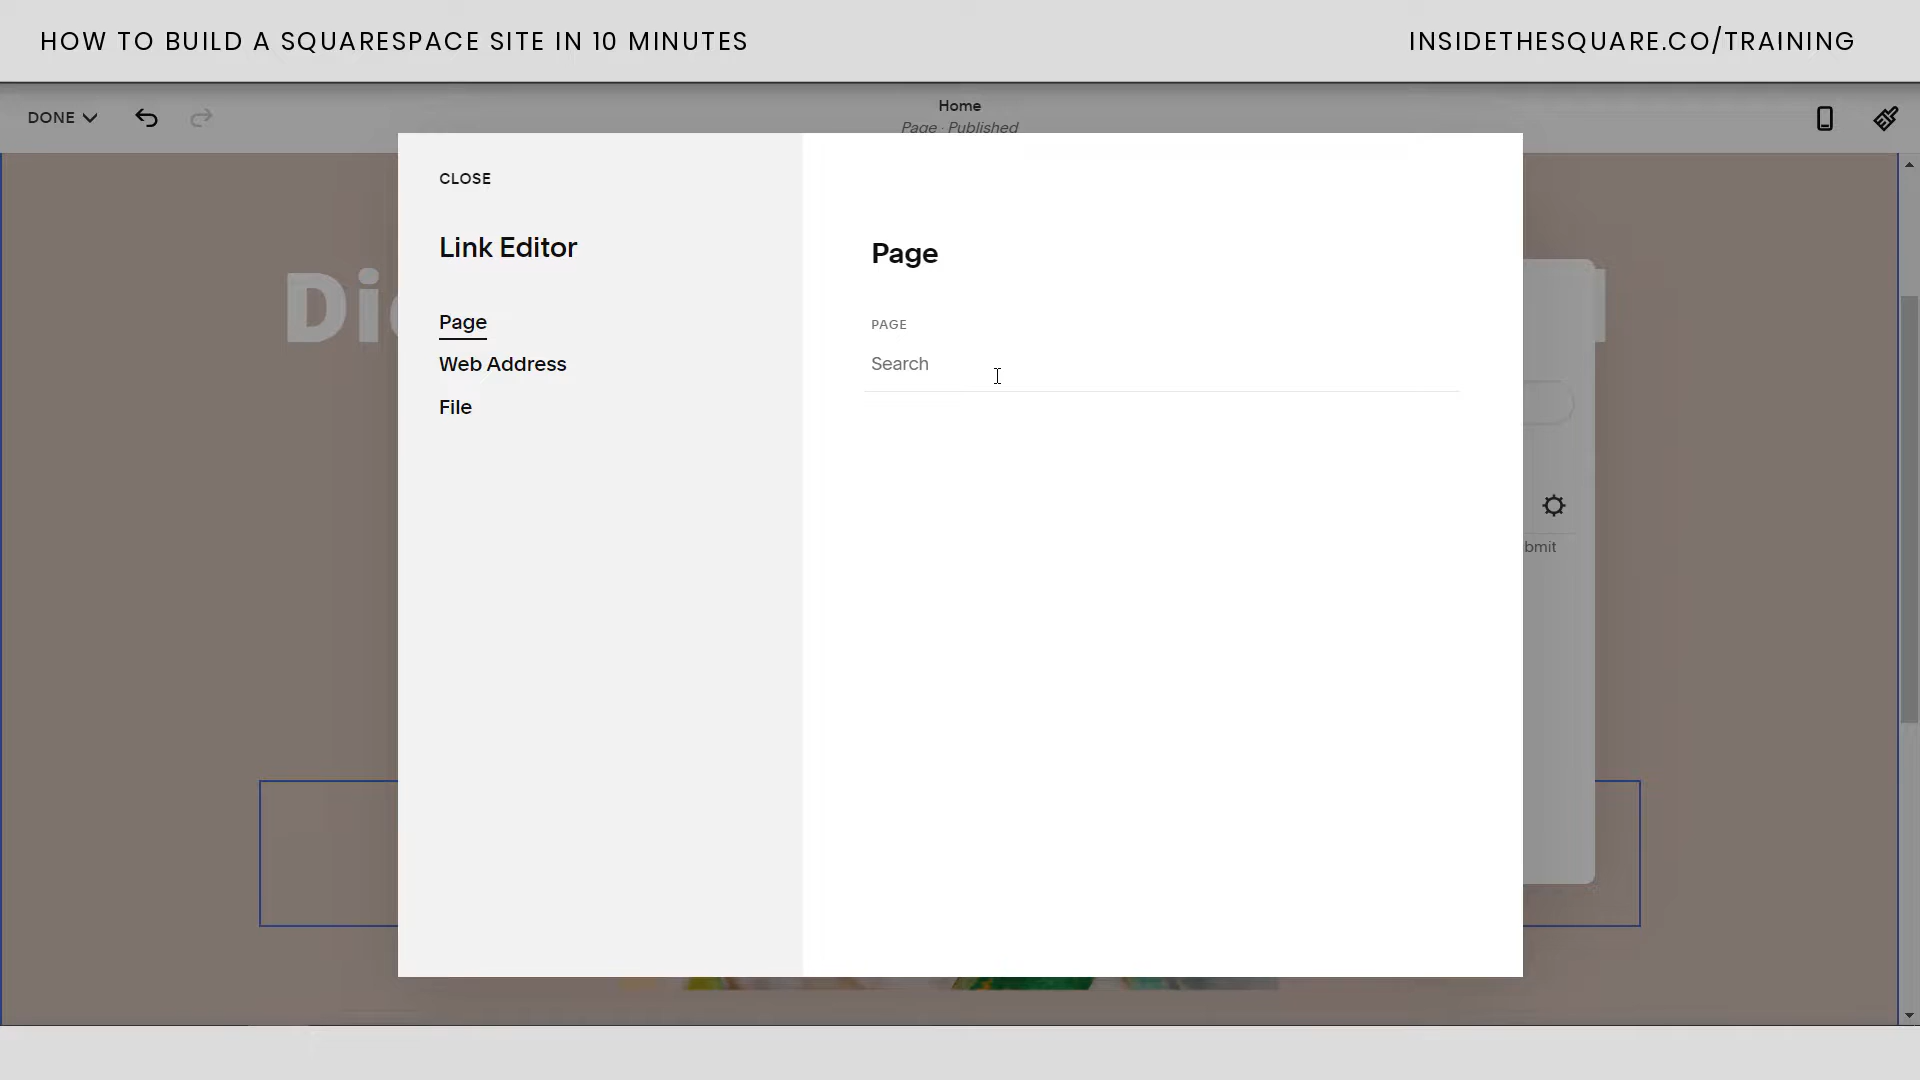 HOW TO BUILD A SQUARESPACE SITE IN 10 MINUTES
INSIDETHESQUARE.CO/TRAINING
DONE
Home
Page · Published
CLOSE
Link Editor
Page
Web Address
File
Page
PAGE
Search